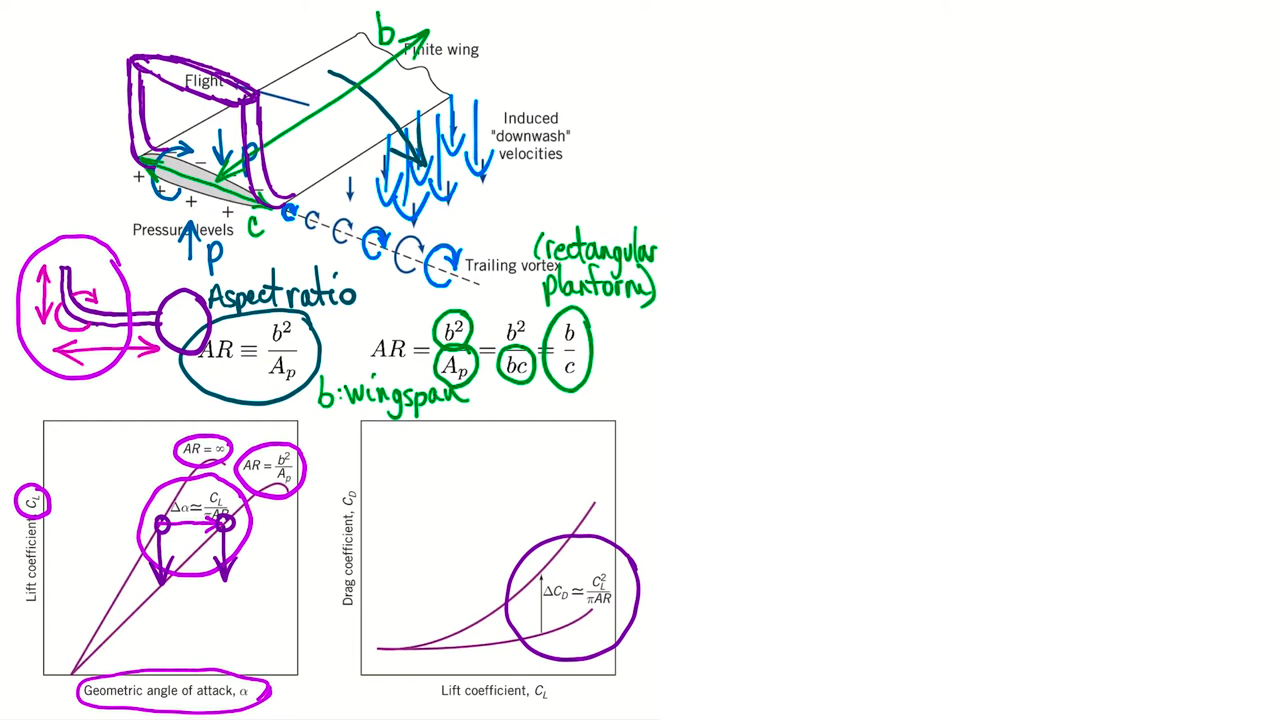 b
Finite wing
Flight
Induced
"downwash"
velocities
p
−
−
+
+
+
+
c
Pressure levels
p
Trailing vortex
(rectangular
planform)
Aspect ratio
AR ≡ b²/A_p
AR = b²/A_p = b²/bc = b/c
b: wingspan
AR = ∞
AR = b²/A_p
Δα ≃ C_L/πAR
Lift coefficient, C_L
Geometric angle of attack, α
Drag coefficient, C_D
ΔC_D ≃ C_L²/πAR
Lift coefficient, C_L